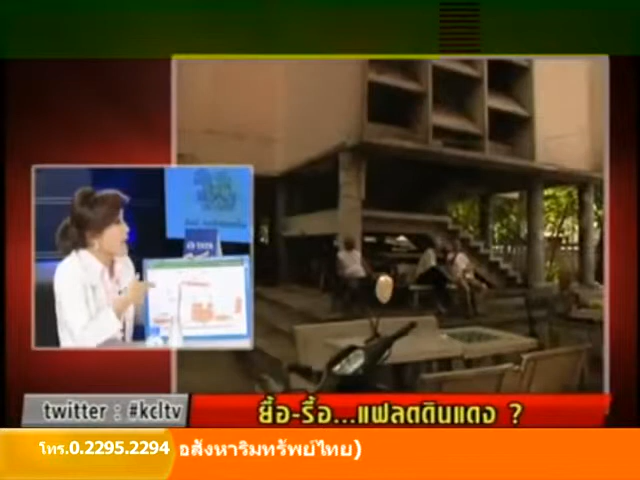 twitter : #kcltv
ยื้อ-รื้อ...แฟลตดินแดง ?
โทร.0.2295.2294
อสังหาริมทรัพย์ไทย)